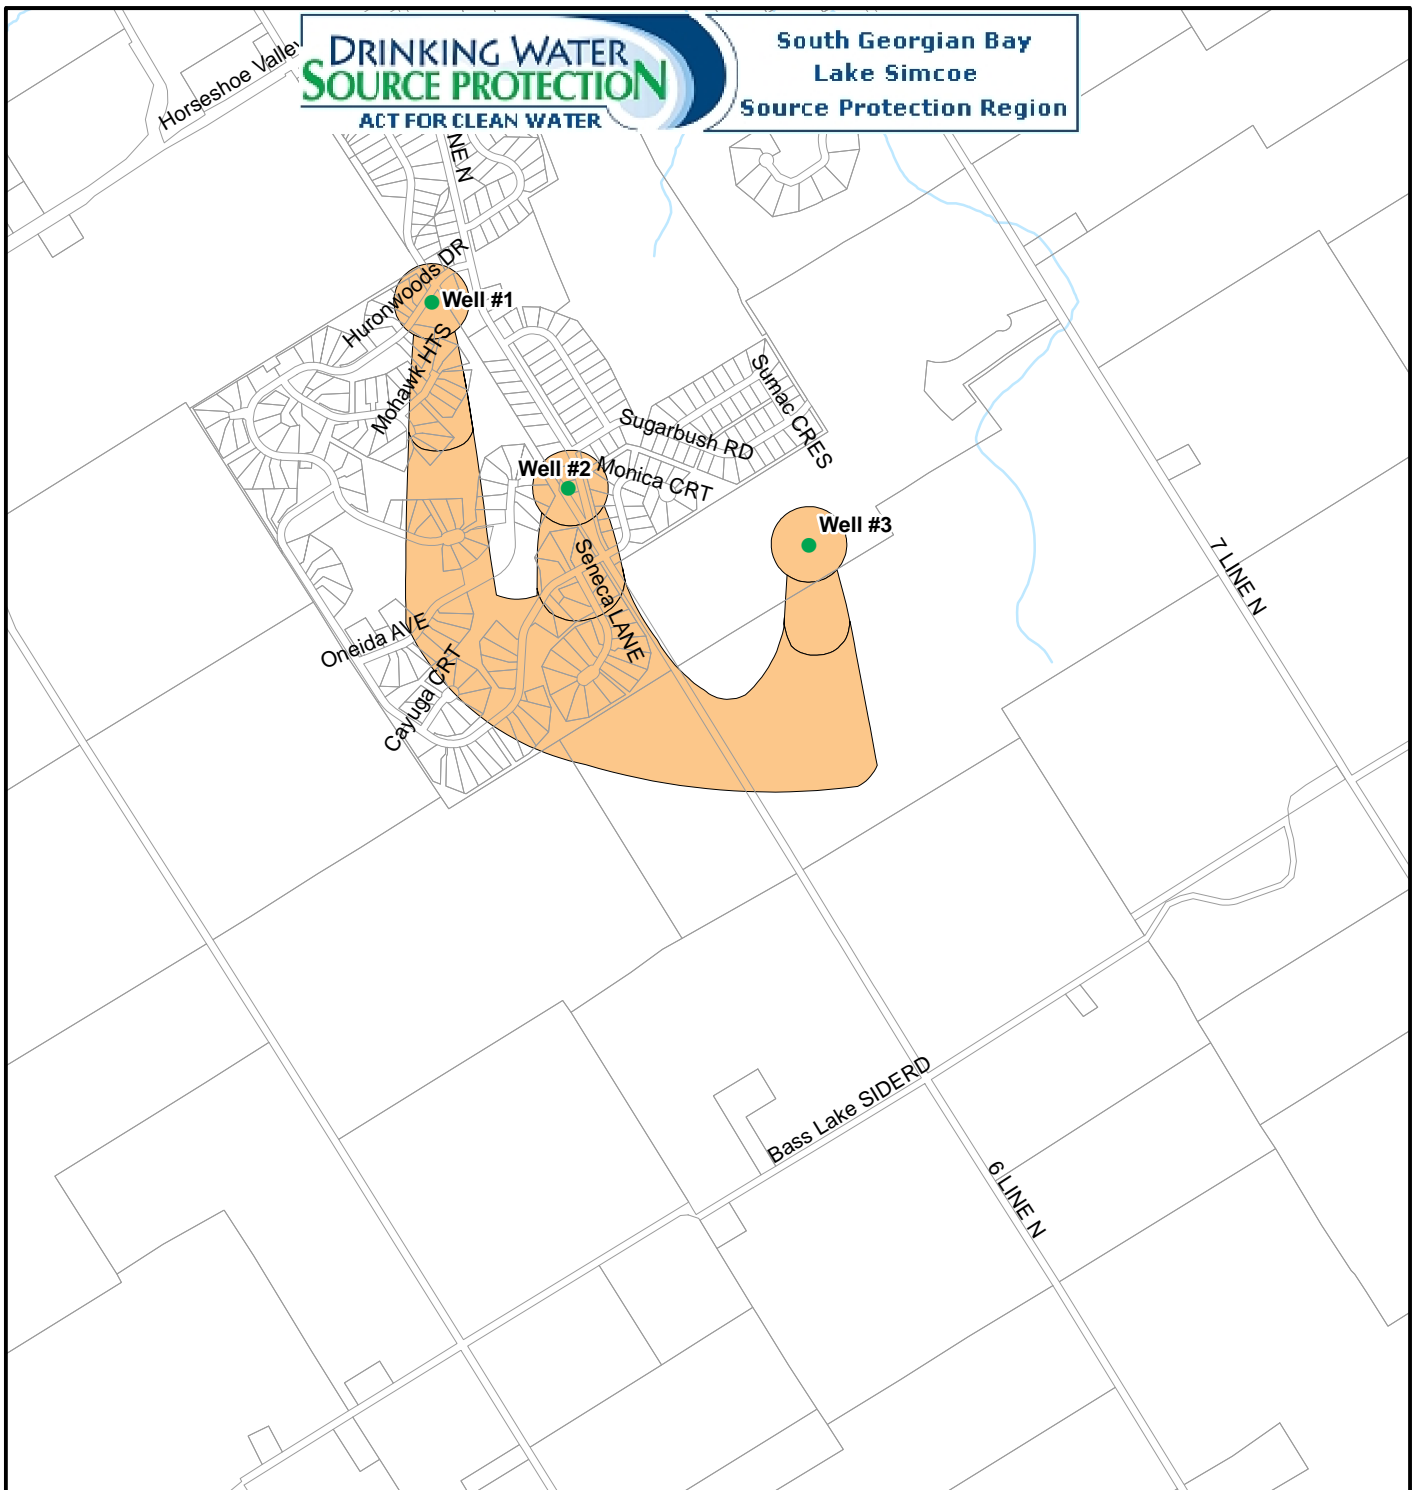 DRINKING WATER
SOURCE PROTECTION
ACT FOR CLEAN WATER
South Georgian Bay
Lake Simcoe
Source Protection Region
Horseshoe Valley
NE N
Huronwoods DR
Well #1
Mohawk HTS
Sumac CRES
Sugarbush RD
Well #2
Monica CRT
Well #3
Seneca LANE
7 LINE N
Oneida AVE
Cayuga CRT
Bass Lake SIDERD
6 LINE N